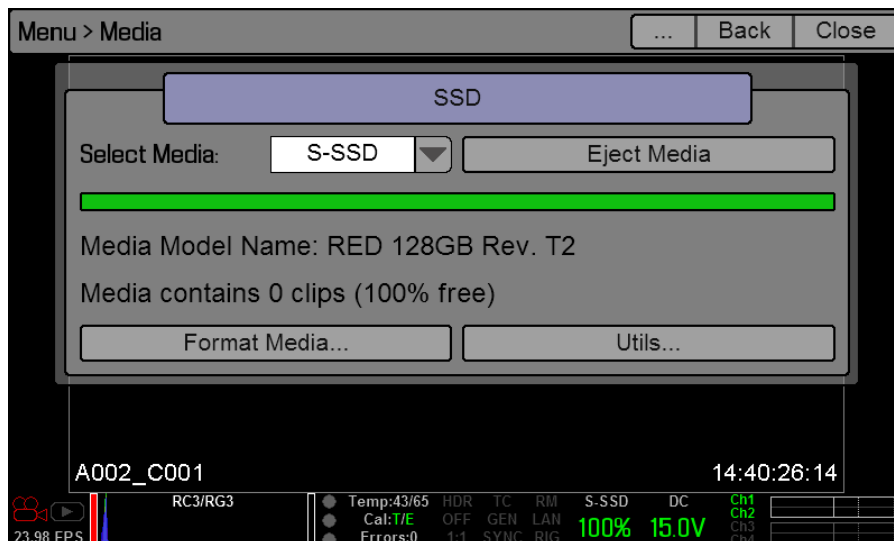 Menu > Media ... Back Close
SSD
Select Media: S-SSD Eject Media
Media Model Name: RED 128GB Rev. T2
Media contains 0 clips (100% free)
Format Media... Utils...
A002_C001 14:40:26:14
RC3/RG3 Temp:43/65 HDR TC RM S-SSD DC Ch1
Cal:T/E OFF GEN LAN 100% 15.0V Ch2
23.98 FPS Errors:0 1:1 SYNC RIG Ch3
Ch4